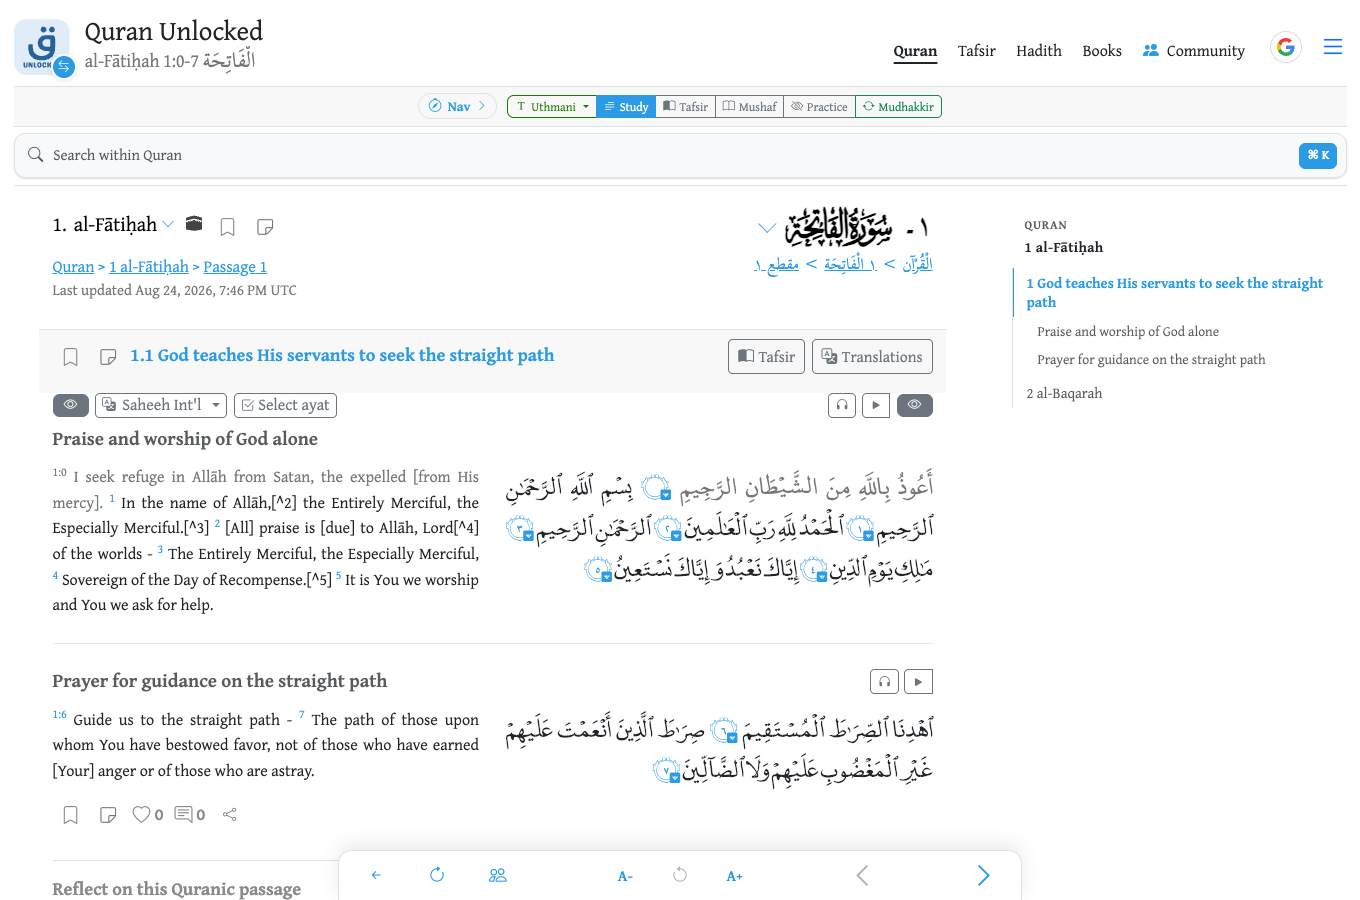 Quran Unlocked
al-Fātiḥah 1:0-7 الْفَاتِحَة
ق
UNLOCK
Quran
Tafsir
Hadith
Books
Community
Nav
T Uthmani
Study
Tafsir
Mushaf
Practice
Mudhakkir
Search within Quran
⌘ K
1. al-Fātiḥah
١ - سُورَةُ الفَاتِحَةِ
Quran > 1 al-Fātiḥah > Passage 1
الْقُرْآن > ١ الْفَاتِحَة > مقطع ١
Last updated Aug 24, 2026, 7:46 PM UTC
1.1 God teaches His servants to seek the straight path
Tafsir
Translations
Saheeh Int'l
Select ayat
Praise and worship of God alone
1:0 I seek refuge in Allāh from Satan, the expelled [from His
mercy]. 1 In the name of Allāh,[^2] the Entirely Merciful, the
Especially Merciful.[^3] 2 [All] praise is [due] to Allāh, Lord[^4]
of the worlds - 3 The Entirely Merciful, the Especially Merciful,
4 Sovereign of the Day of Recompense.[^5] 5 It is You we worship
and You we ask for help.
أَعُوذُ بِاللَّهِ مِنَ الشَّيْطَانِ الرَّجِيمِ بِسْمِ ٱللَّهِ ٱلرَّحْمَٰنِ
ٱلرَّحِيمِ ١ ٱلْحَمْدُ لِلَّهِ رَبِّ ٱلْعَٰلَمِينَ ٢ ٱلرَّحْمَٰنِ ٱلرَّحِيمِ ٣
مَٰلِكِ يَوْمِ ٱلدِّينِ ٤ إِيَّاكَ نَعْبُدُ وَإِيَّاكَ نَسْتَعِينُ ٥
Prayer for guidance on the straight path
1:6 Guide us to the straight path - 7 The path of those upon
whom You have bestowed favor, not of those who have earned
[Your] anger or of those who are astray.
ٱهْدِنَا ٱلصِّرَٰطَ ٱلْمُسْتَقِيمَ ٦ صِرَٰطَ ٱلَّذِينَ أَنْعَمْتَ عَلَيْهِمْ
غَيْرِ ٱلْمَغْضُوبِ عَلَيْهِمْ وَلَا ٱلضَّآلِّينَ ٧
0
0
Reflect on this Quranic passage
A-
A+
QURAN
1 al-Fātiḥah
1 God teaches His servants to seek the straight
path
Praise and worship of God alone
Prayer for guidance on the straight path
2 al-Baqarah